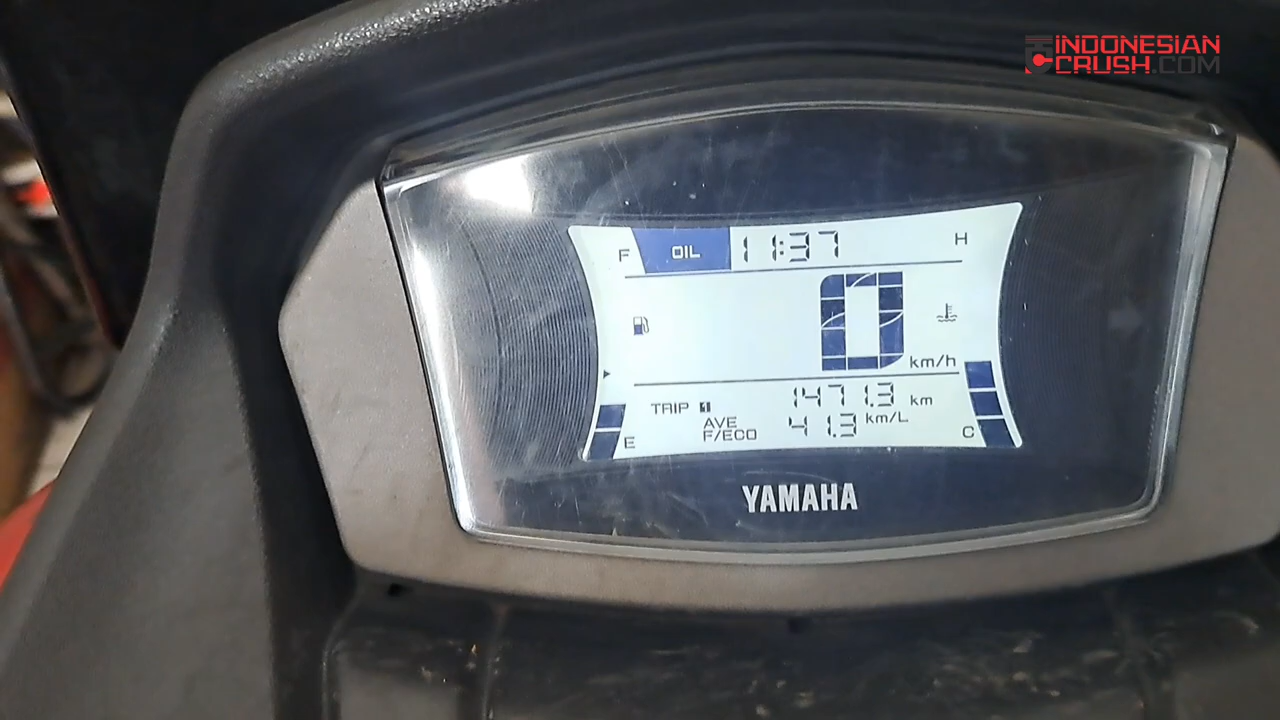 INDONESIAN
CRUSH.COM
F OIL 11:37 H
0 km/h
TRIP 1 1471.3 km
AVE F/ECO 41.3 km/L
E C
YAMAHA